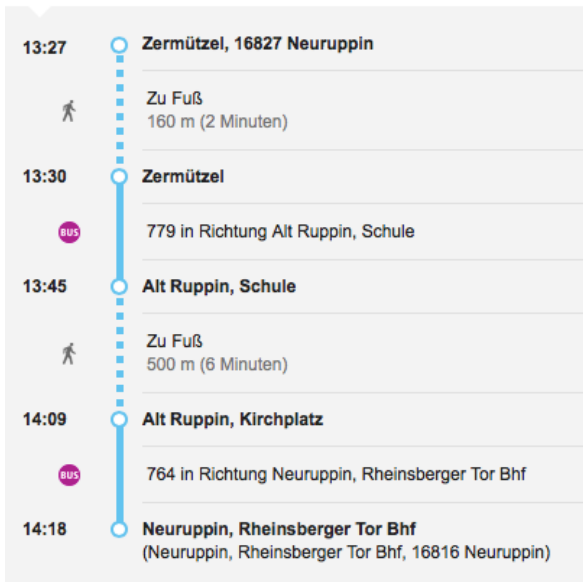 13:27 Zermützel, 16827 Neuruppin
Zu Fuß
160 m (2 Minuten)
13:30 Zermützel
BUS 779 in Richtung Alt Ruppin, Schule
13:45 Alt Ruppin, Schule
Zu Fuß
500 m (6 Minuten)
14:09 Alt Ruppin, Kirchplatz
BUS 764 in Richtung Neuruppin, Rheinsberger Tor Bhf
14:18 Neuruppin, Rheinsberger Tor Bhf
(Neuruppin, Rheinsberger Tor Bhf, 16816 Neuruppin)